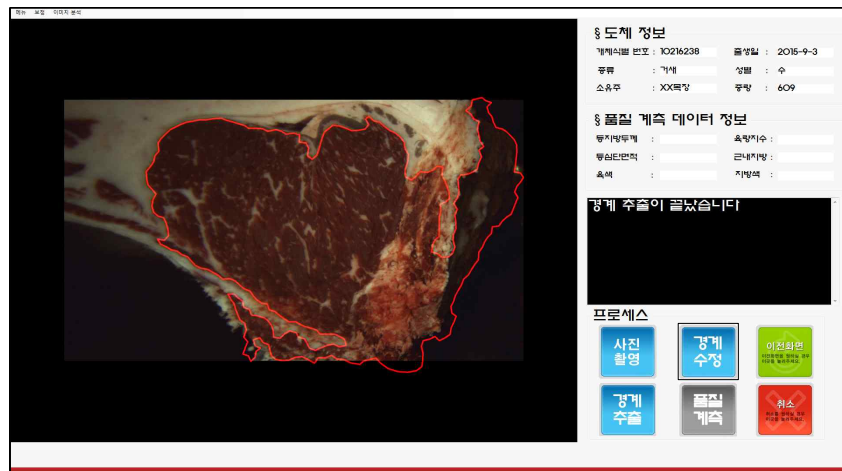 메뉴 보정 이미지 분석
§ 도체 정보
개체식별 번호 : 10216238 출생일 : 2015-9-3
종류 : 거세 성별 : 수
소유주 : XX목장 중량 : 609
§ 품질 계측 데이터 정보
등지방두께 : 육량지수 :
등심단면적 : 근내지방 :
육색 : 지방색 :
경계 추출이 끝났습니다
프로세스
사진
촬영
경계
수정
이전화면
경계
추출
품질
계측
취소